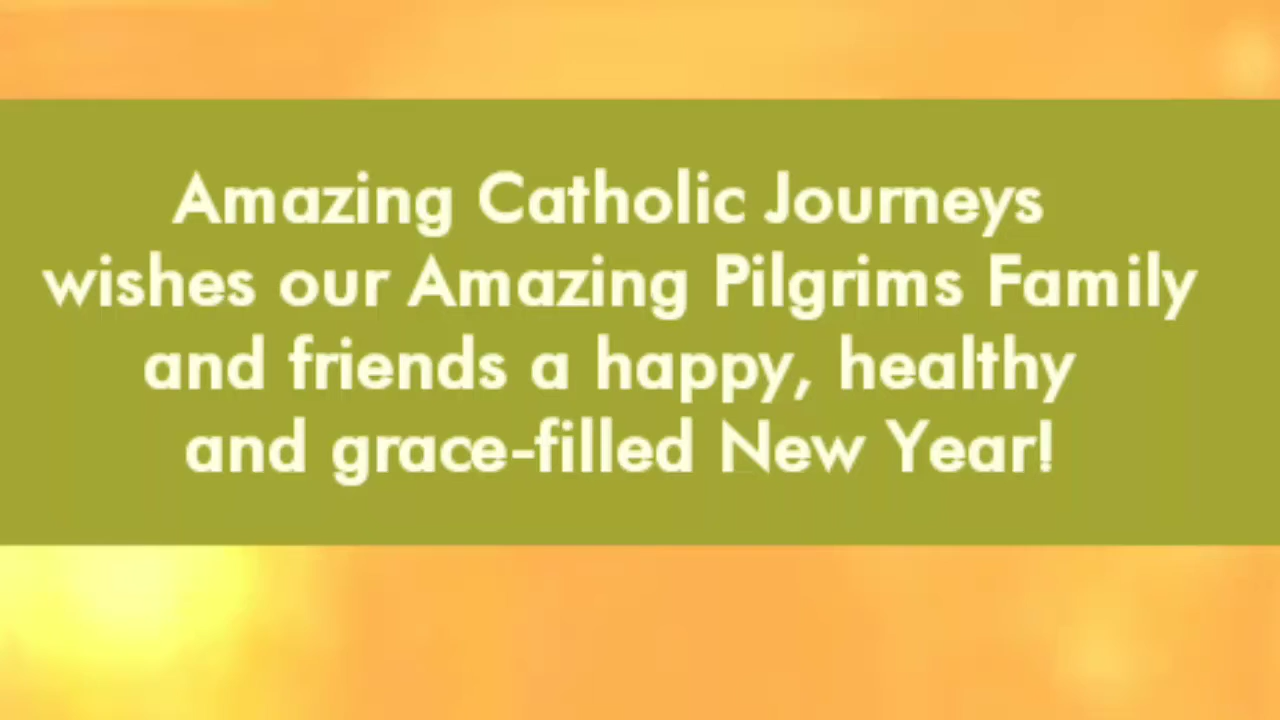 Amazing Catholic Journeys
wishes our Amazing Pilgrims Family
and friends a happy, healthy
and grace-filled New Year!